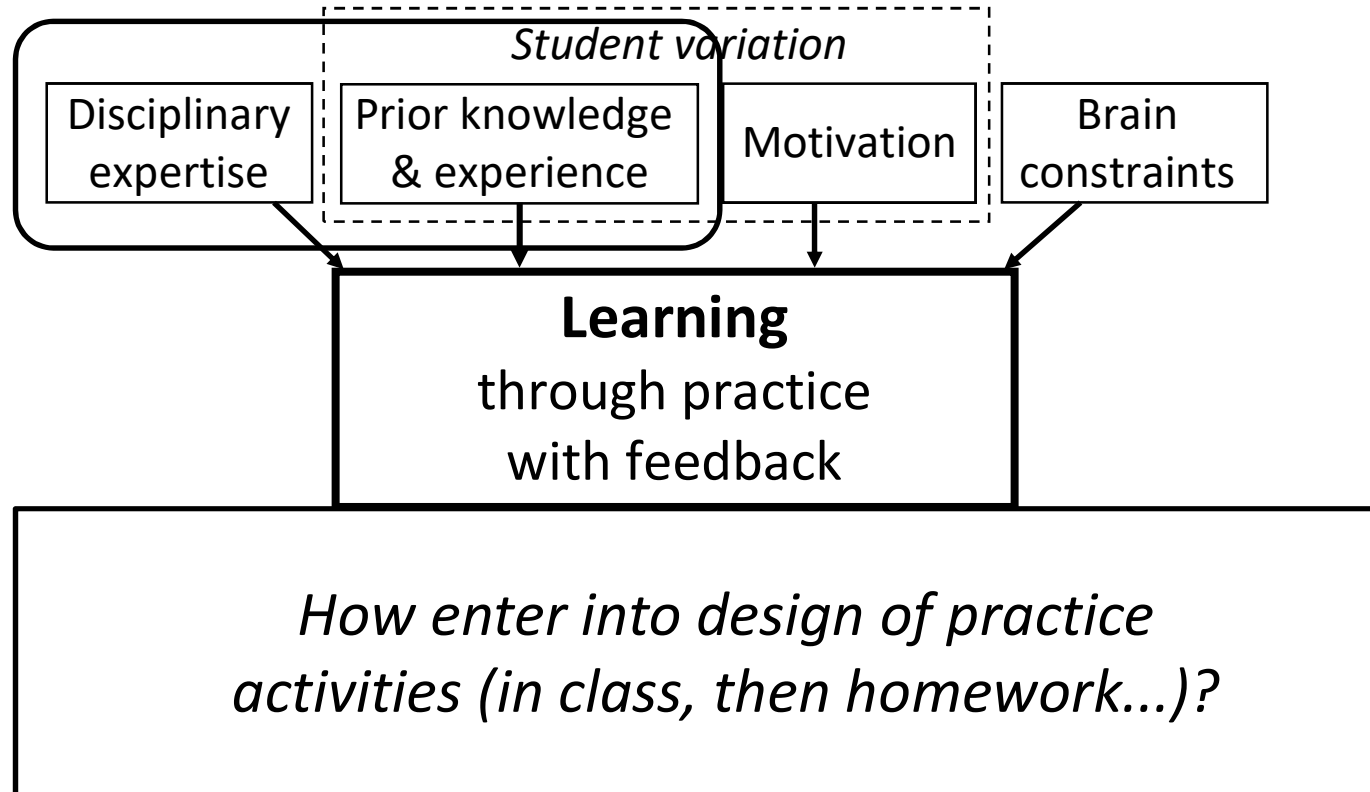 Student variation
Disciplinary
expertise
Prior knowledge
& experience
Motivation
Brain
constraints
Learning
through practice
with feedback
How enter into design of practice
activities (in class, then homework...)?